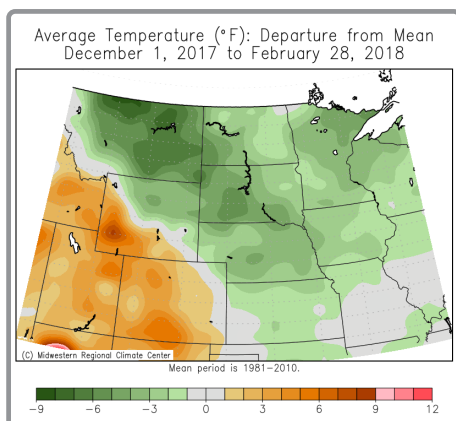 Average Temperature (°F): Departure from Mean
December 1, 2017 to February 28, 2018
(C) Midwestern Regional Climate Center
Mean period is 1981-2010.
-9 -6 -3 0 3 6 9 12